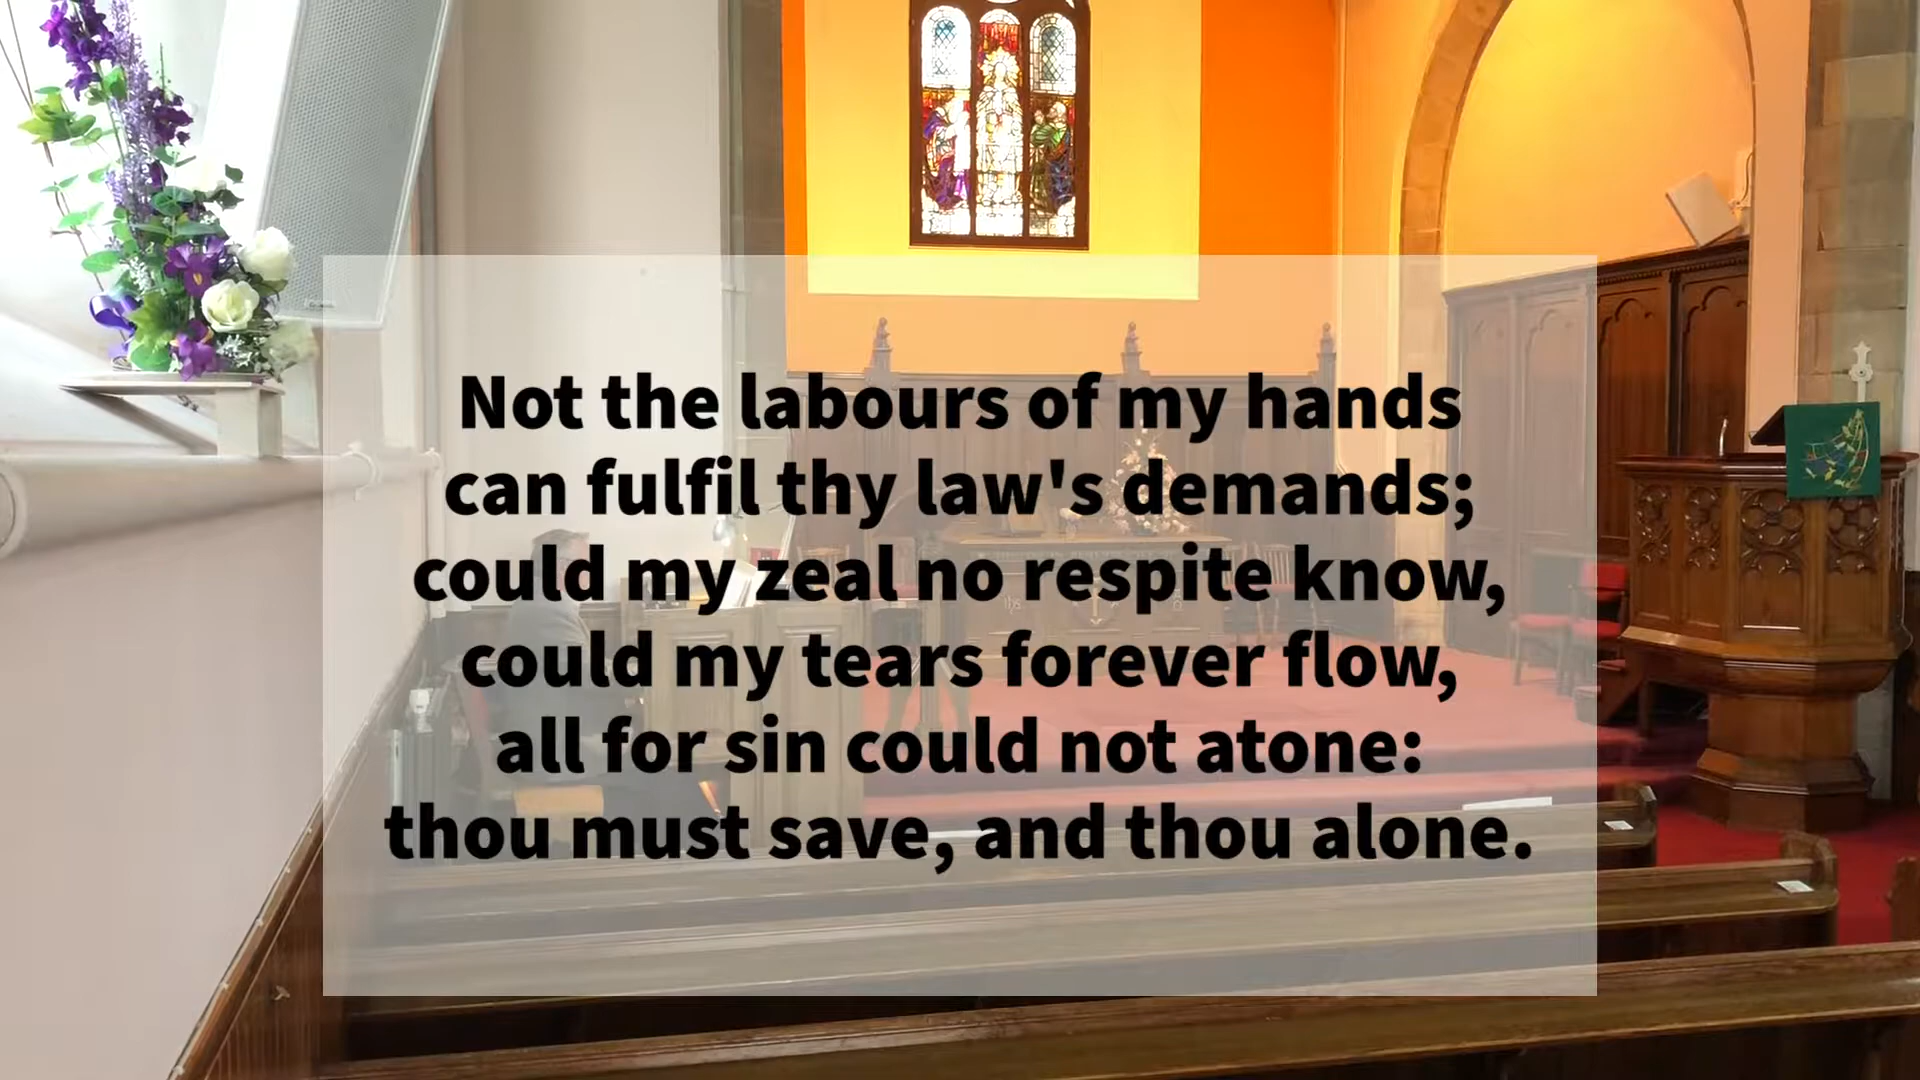 Not the labours of my hands
can fulfil thy law's demands;
could my zeal no respite know,
could my tears forever flow,
all for sin could not atone:
thou must save, and thou alone.